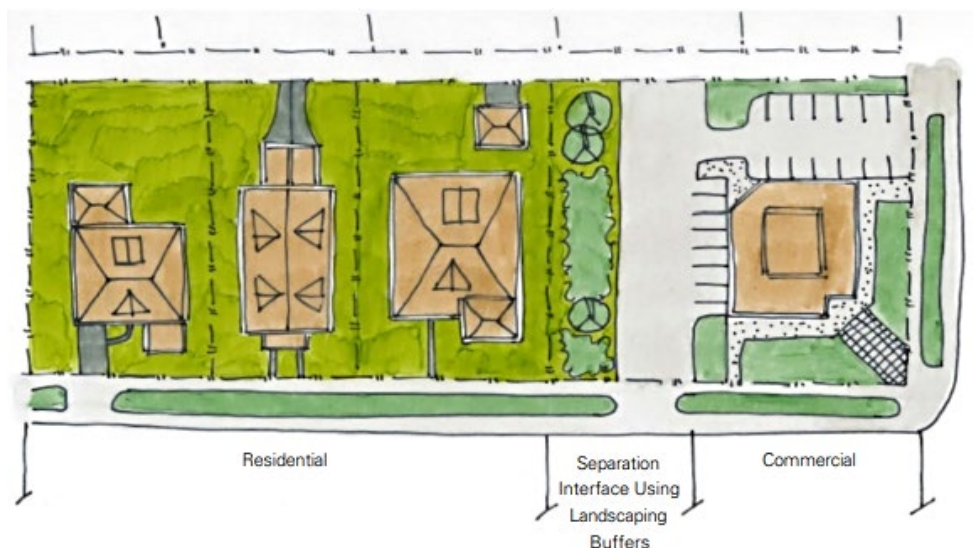 Residential
Separation
Interface Using
Landscaping
Buffers
Commercial